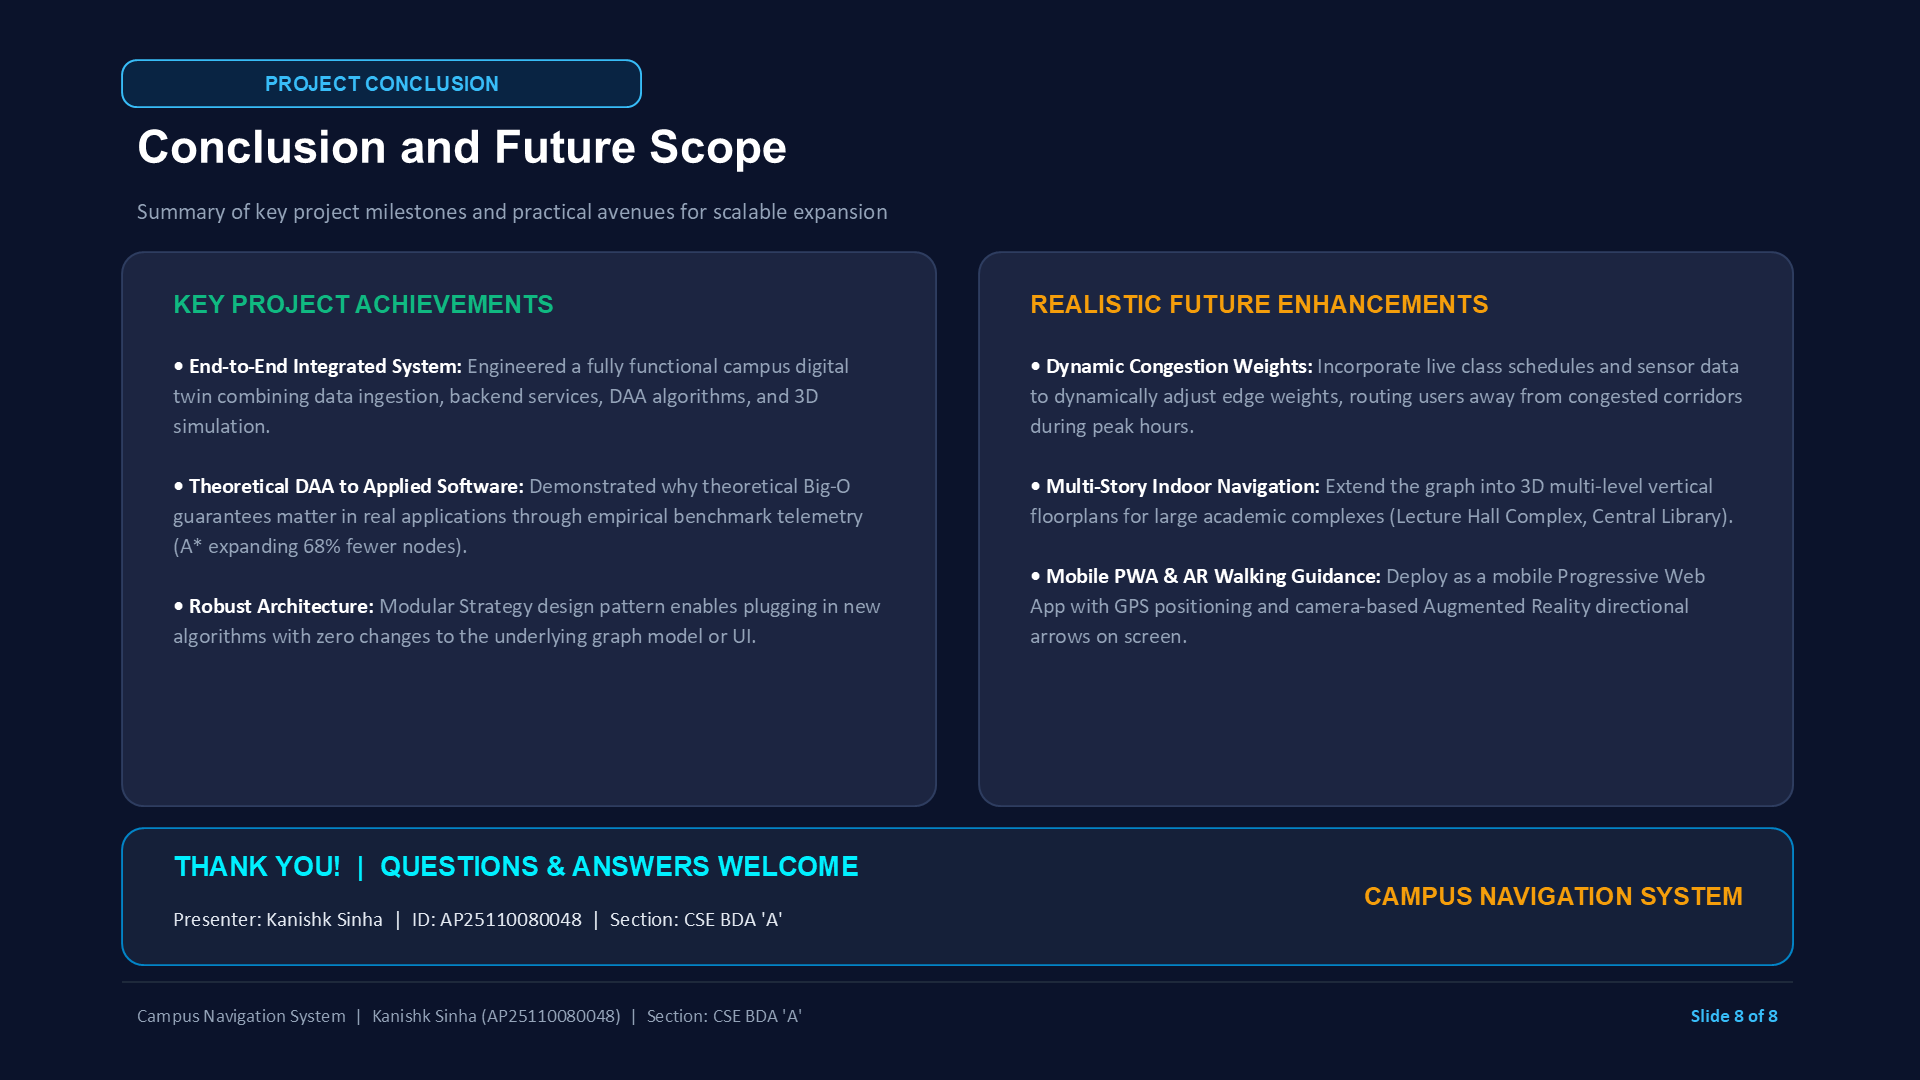 PROJECT CONCLUSION
Conclusion and Future Scope
Summary of key project milestones and practical avenues for scalable expansion
KEY PROJECT ACHIEVEMENTS
• End-to-End Integrated System: Engineered a fully functional campus digital
twin combining data ingestion, backend services, DAA algorithms, and 3D
simulation.
• Theoretical DAA to Applied Software: Demonstrated why theoretical Big-O
guarantees matter in real applications through empirical benchmark telemetry
(A* expanding 68% fewer nodes).
• Robust Architecture: Modular Strategy design pattern enables plugging in new
algorithms with zero changes to the underlying graph model or UI.
REALISTIC FUTURE ENHANCEMENTS
• Dynamic Congestion Weights: Incorporate live class schedules and sensor data
to dynamically adjust edge weights, routing users away from congested corridors
during peak hours.
• Multi-Story Indoor Navigation: Extend the graph into 3D multi-level vertical
floorplans for large academic complexes (Lecture Hall Complex, Central Library).
• Mobile PWA & AR Walking Guidance: Deploy as a mobile Progressive Web
App with GPS positioning and camera-based Augmented Reality directional
arrows on screen.
THANK YOU! | QUESTIONS & ANSWERS WELCOME
Presenter: Kanishk Sinha | ID: AP25110080048 | Section: CSE BDA 'A'
CAMPUS NAVIGATION SYSTEM
Campus Navigation System | Kanishk Sinha (AP25110080048) | Section: CSE BDA 'A'
Slide 8 of 8